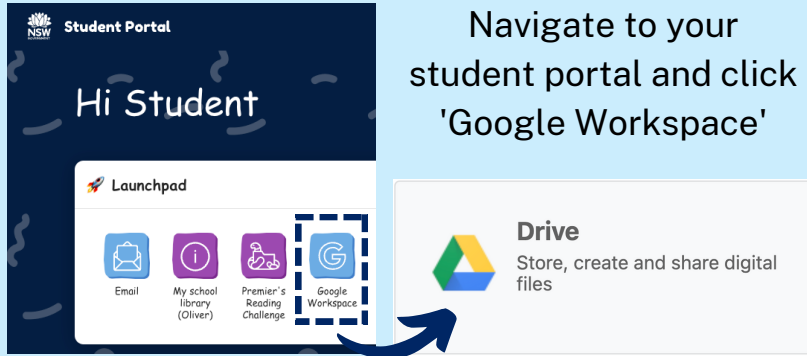 NSW
GOVERNMENT
Student Portal
Hi Student
🚀 Launchpad
Email
My school
library
(Oliver)
Premier's
Reading
Challenge
Google
Workspace
Navigate to your
student portal and click
'Google Workspace'
Drive
Store, create and share digital
files